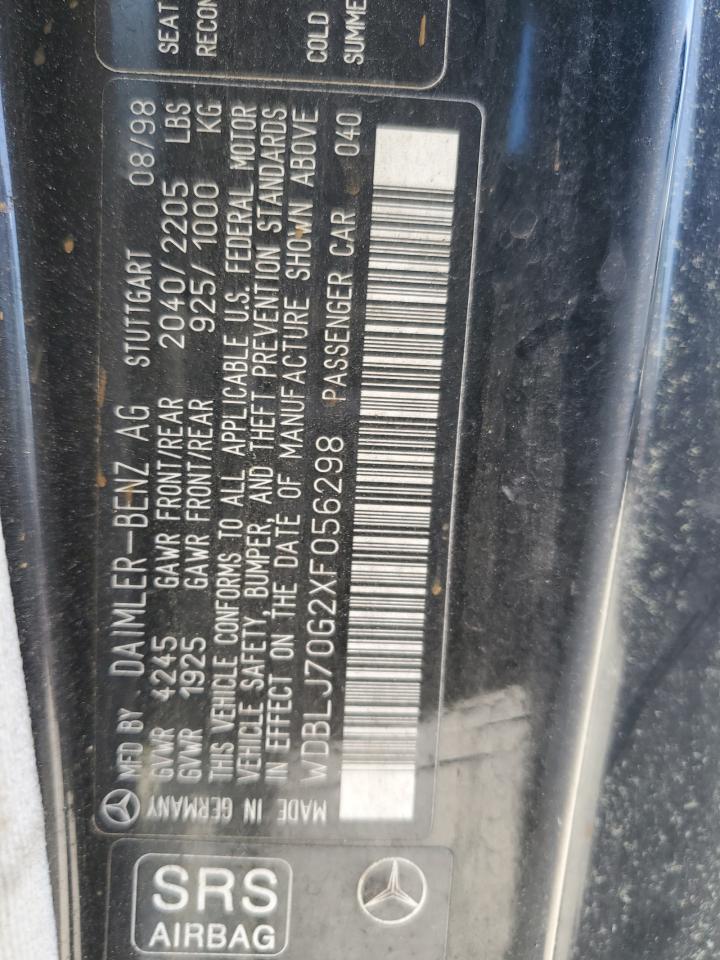 SEAT
RECON
COLD
SUMME
MFD BY DAIMLER-BENZ AG STUTTGART 08/98
GVWR 4245 GAWR FRONT/REAR 2040/2205 LBS
GVWR 1925 GAWR FRONT/REAR 925/1000 KG
THIS VEHICLE CONFORMS TO ALL APPLICABLE U.S. FEDERAL MOTOR
VEHICLE SAFETY, BUMPER, AND THEFT PREVENTION STANDARDS
IN EFFECT ON THE DATE OF MANUFACTURE SHOWN ABOVE
WDBLJ70G2XF056298 PASSENGER CAR 040
MADE IN GERMANY
SRS
AIRBAG